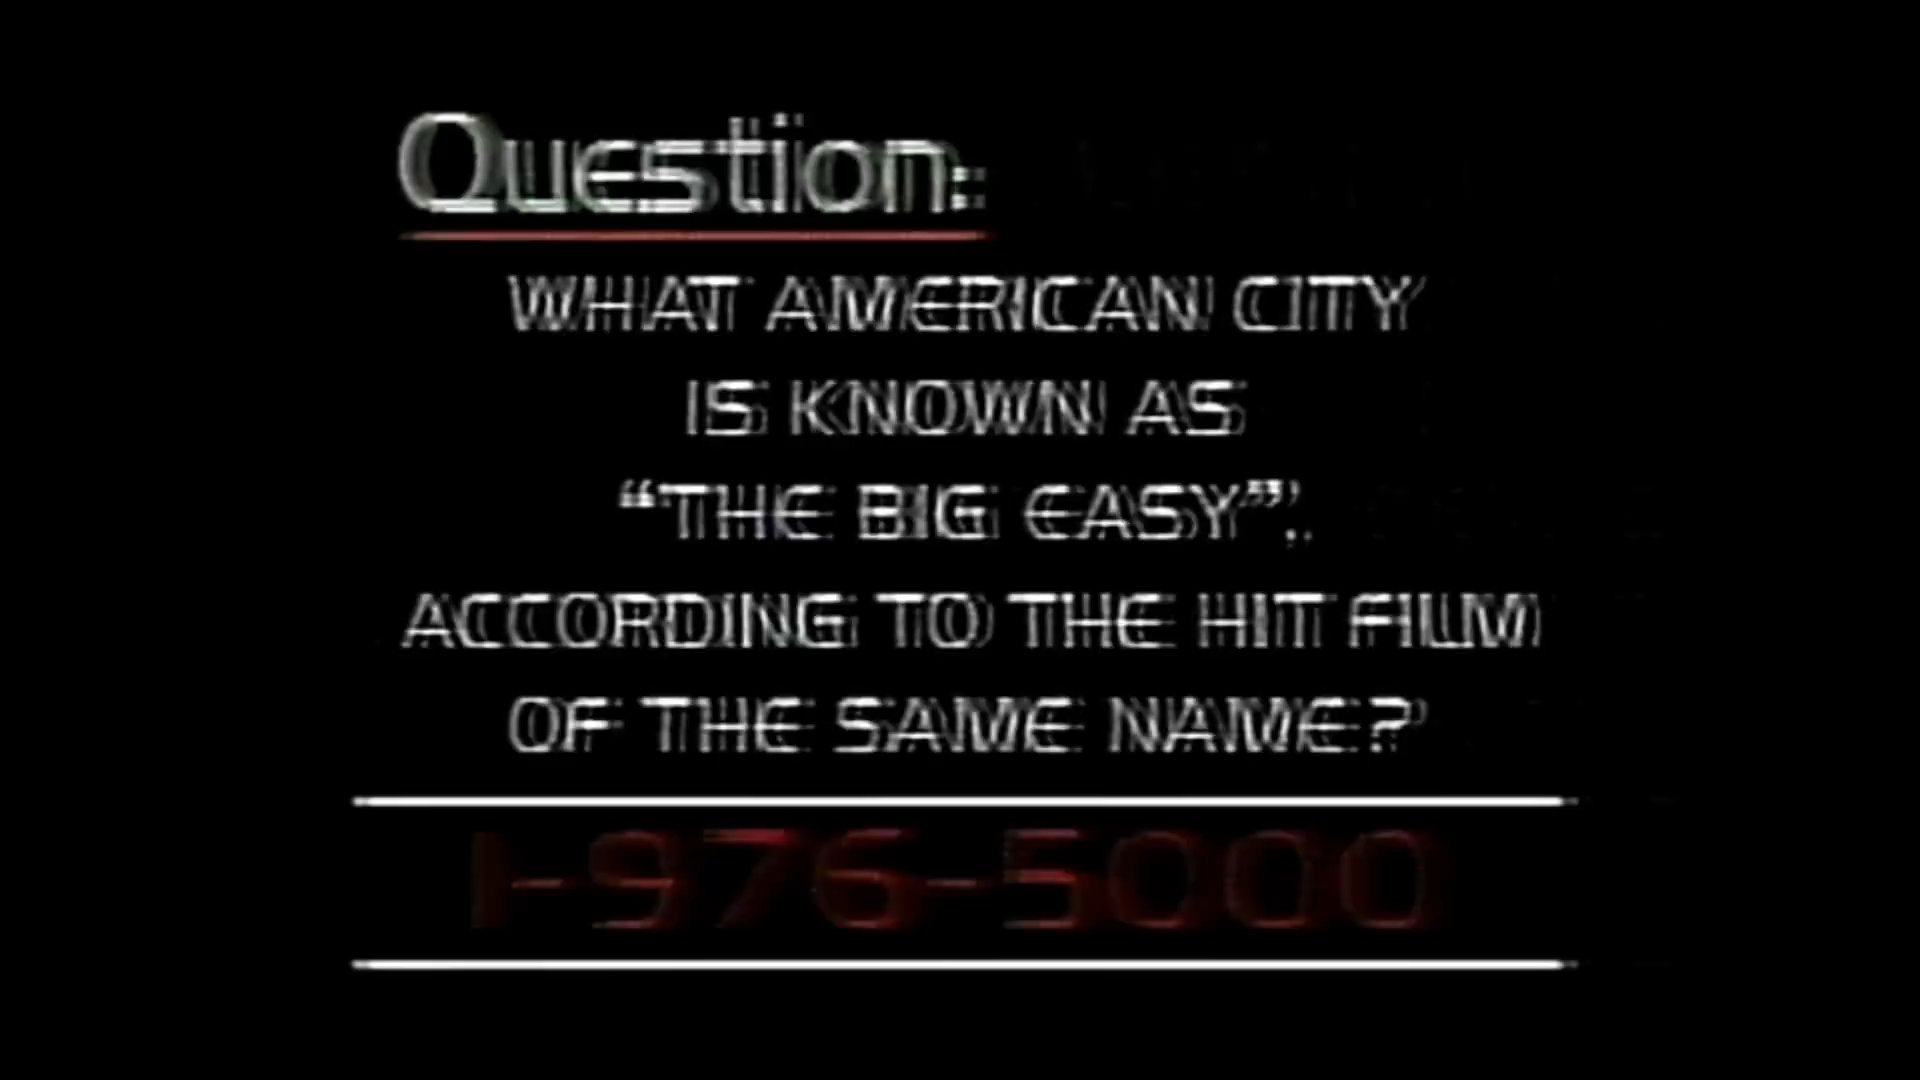 Question:
WHAT AMERICAN CITY
IS KNOWN AS
“THE BIG EASY”,
ACCORDING TO THE HIT FILM
OF THE SAME NAME?
1-976-5000